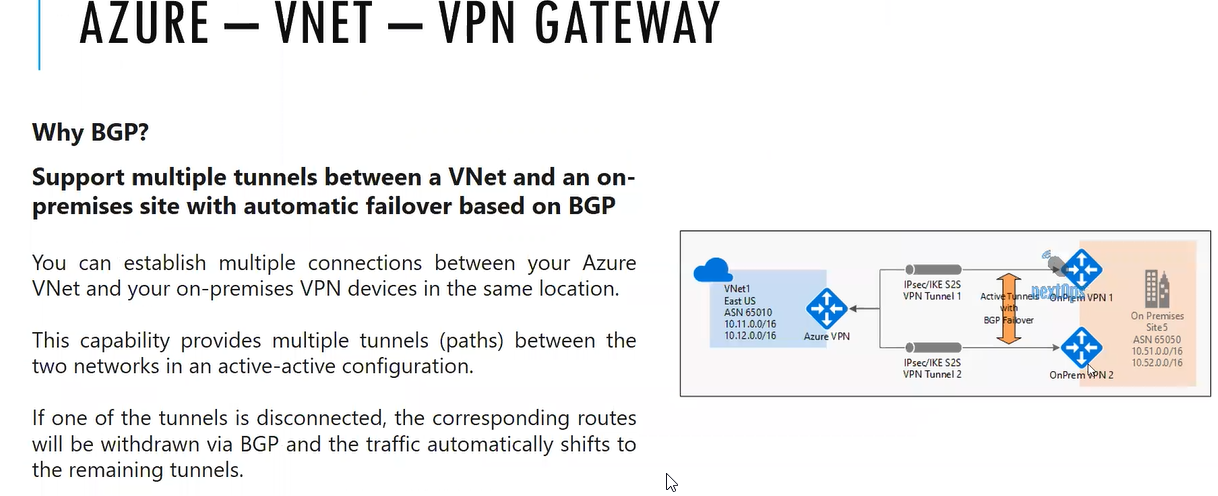 AZURE — VNET — VPN GATEWAY
Why BGP?
Support multiple tunnels between a VNet and an on-
premises site with automatic failover based on BGP
You can establish multiple connections between your Azure
VNet and your on-premises VPN devices in the same location.
This capability provides multiple tunnels (paths) between the
two networks in an active-active configuration.
If one of the tunnels is disconnected, the corresponding routes
will be withdrawn via BGP and the traffic automatically shifts to
the remaining tunnels.
VNet1
East US
ASN 65010
10.11.0.0/16
10.12.0.0/16
Azure VPN
IPsec/IKE S2S
VPN Tunnel 1
IPsec/IKE S2S
VPN Tunnel 2
Active Tunnels
with
BGP Failover
nextOps
OnPrem VPN 1
OnPrem VPN 2
On Premises
Site5
ASN 65050
10.51.0.0/16
10.52.0.0/16